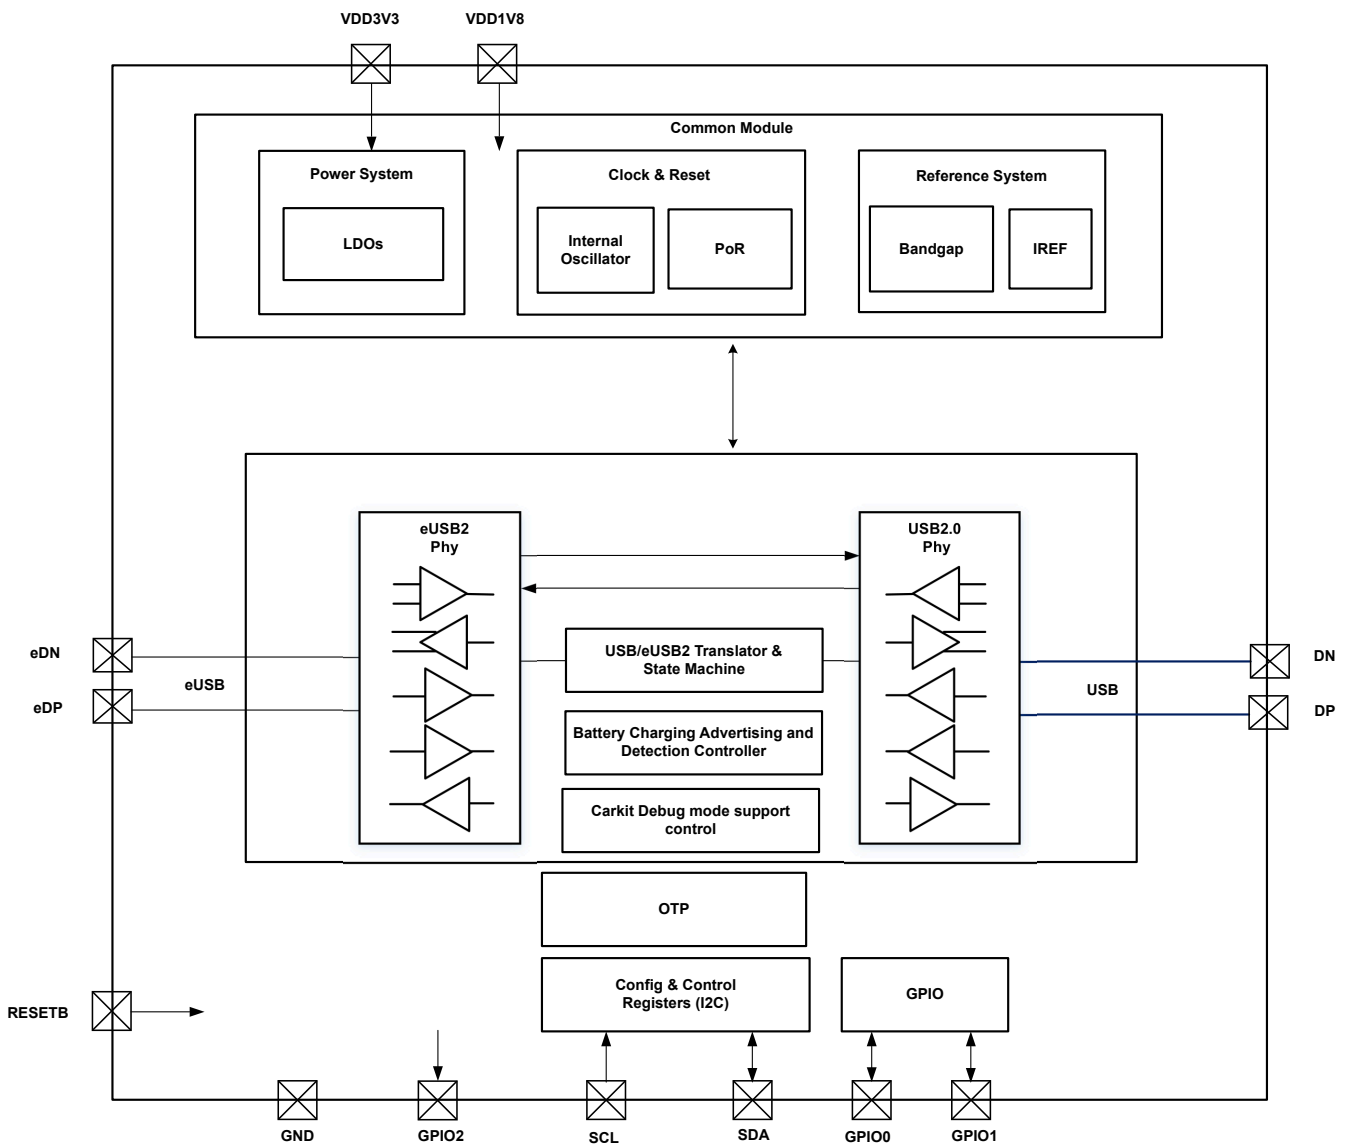 VDD3V3
VDD1V8
Common Module
Power System
LDOs
Clock & Reset
Internal
Oscillator
PoR
Reference System
Bandgap
IREF
eUSB2
Phy
USB2.0
Phy
eDN
eUSB
eDP
USB/eUSB2 Translator &
State Machine
Battery Charging Advertising and
Detection Controller
Carkit Debug mode support
control
DN
USB
DP
OTP
Config & Control
Registers (I2C)
GPIO
RESETB
GND
GPIO2
SCL
SDA
GPIO0
GPIO1